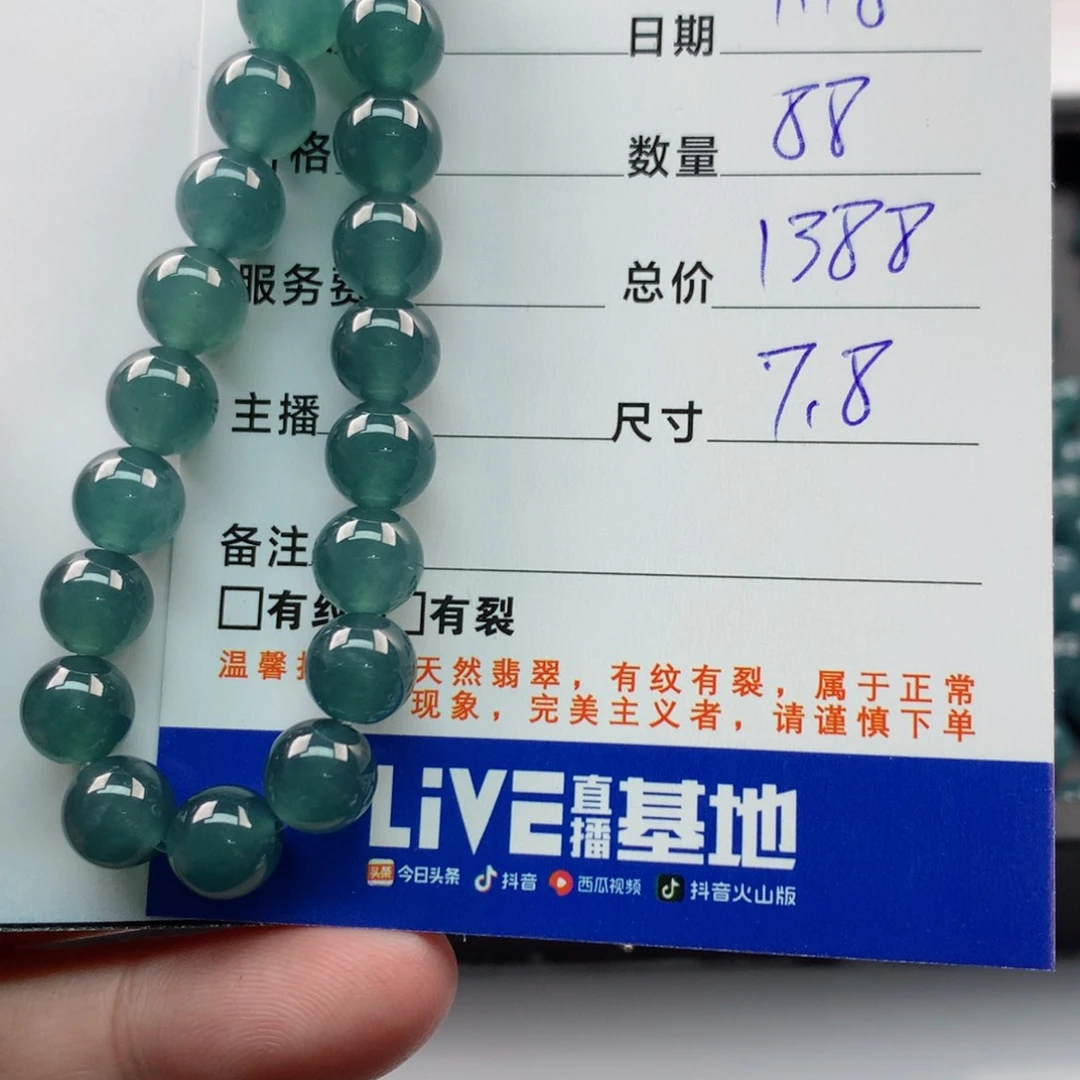 日期
格 数量 88
服务费 总价 1388
主播 尺寸 7.8
备注
□有纹 □有裂
温馨 天然翡翠，有纹有裂，属于正常
现象，完美主义者，请谨慎下单
LiVE直播基地
今日头条 抖音 西瓜视频 抖音火山版